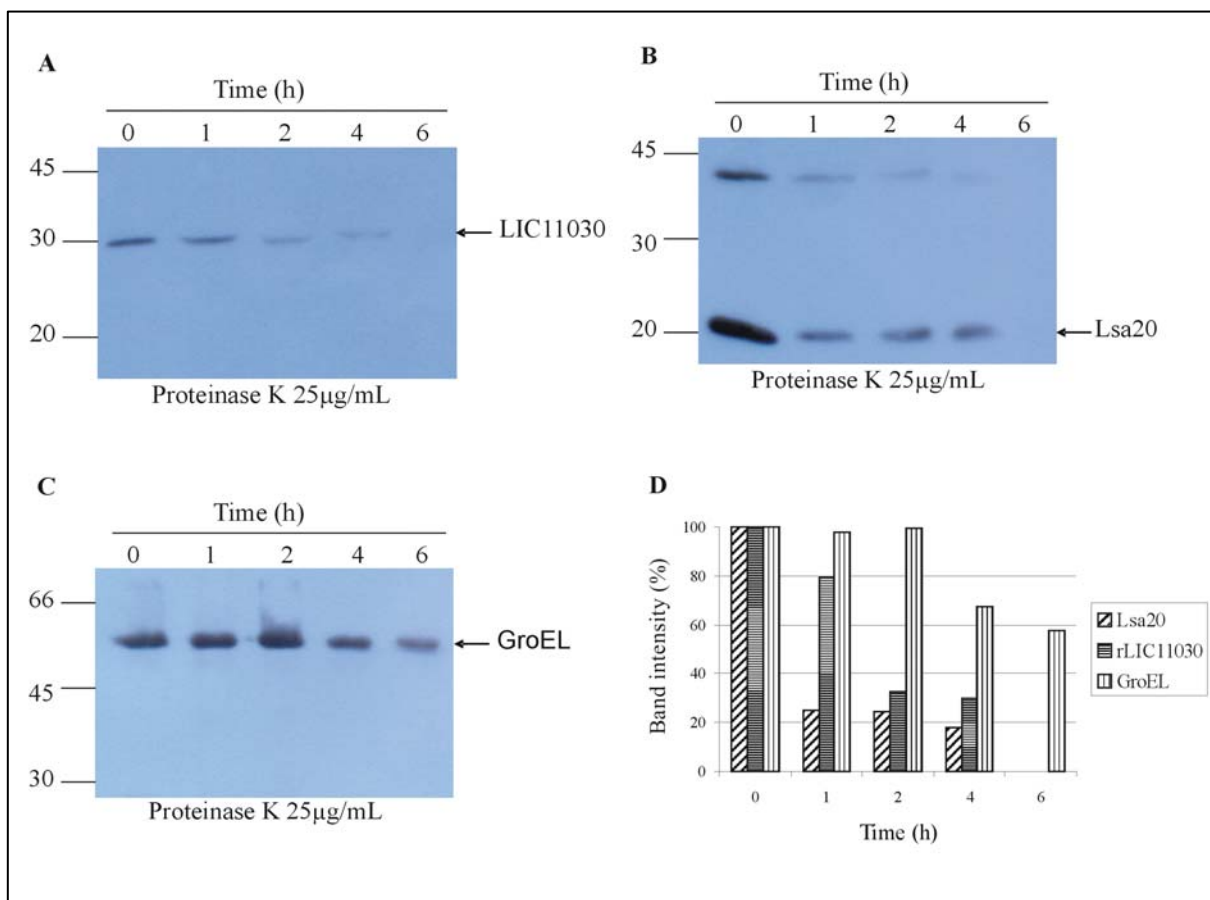 A
Time (h)
0 1 2 4 6
45
30
20
LIC11030
Proteinase K 25µg/mL
B
Time (h)
0 1 2 4 6
45
30
20
Lsa20
Proteinase K 25µg/mL
C
Time (h)
0 1 2 4 6
66
45
30
GroEL
Proteinase K 25µg/mL
D
Band intensity (%)
100
80
60
40
20
0
0 1 2 4 6
Time (h)
Lsa20
rLIC11030
GroEL